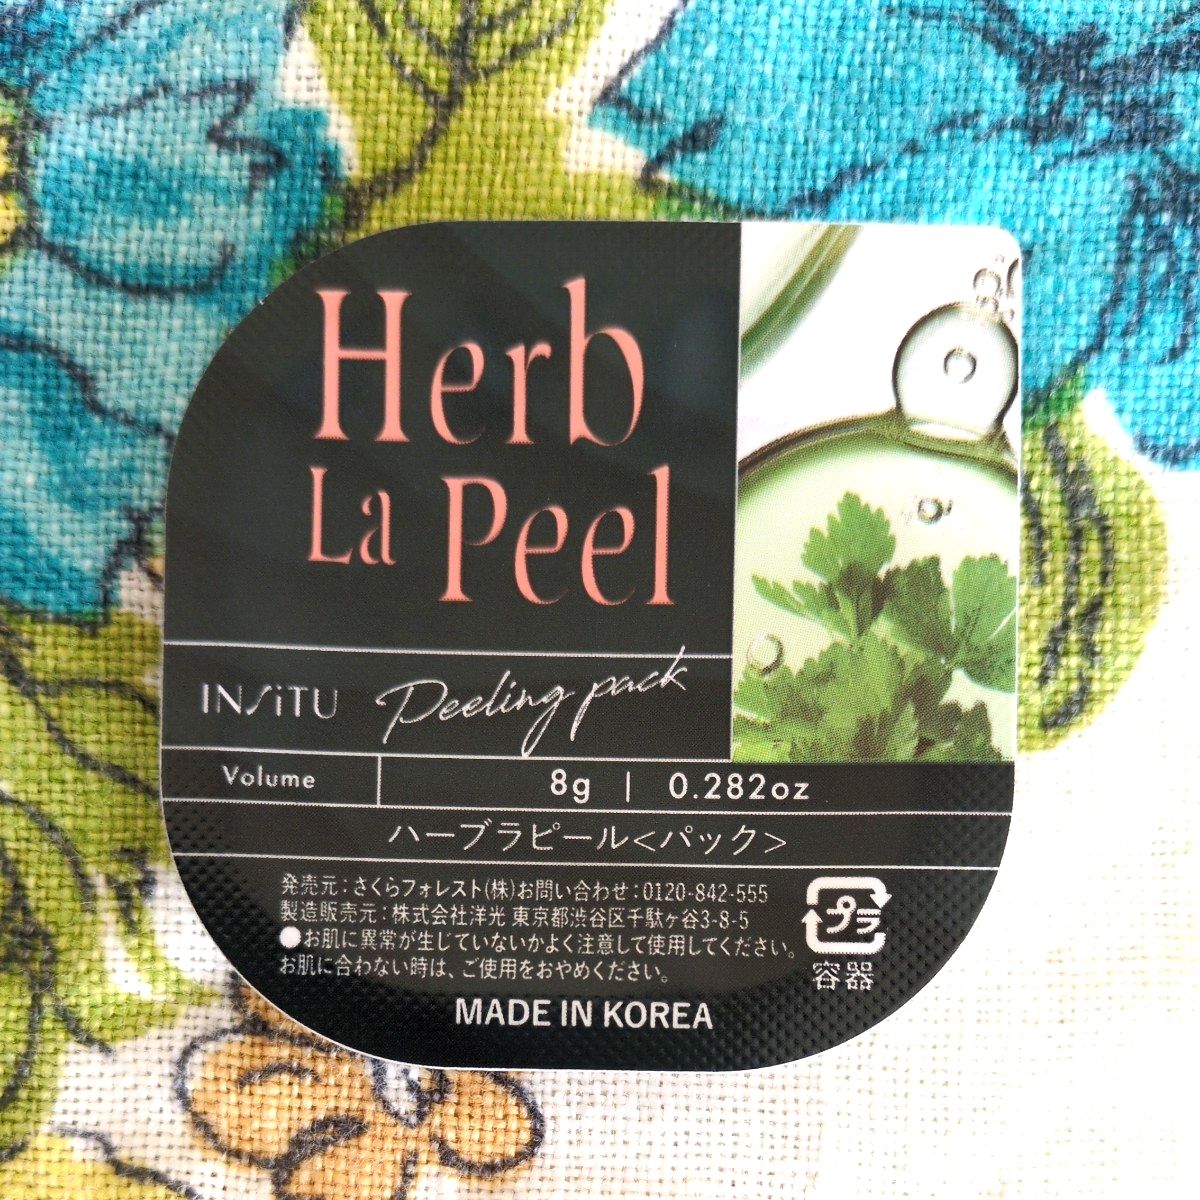 Herb
La Peel
INSiTU Peeling pack
Volume 8g | 0.282oz
ハーブラピール<パック>
発売元：さくらフォレスト(株)お問い合わせ：0120-842-555
製造販売元：株式会社洋光 東京都渋谷区千駄ヶ谷3-8-5
●お肌に異常が生じていないかよく注意して使用してください。
お肌に合わない時は、ご使用をおやめください。
プラ
容器
MADE IN KOREA